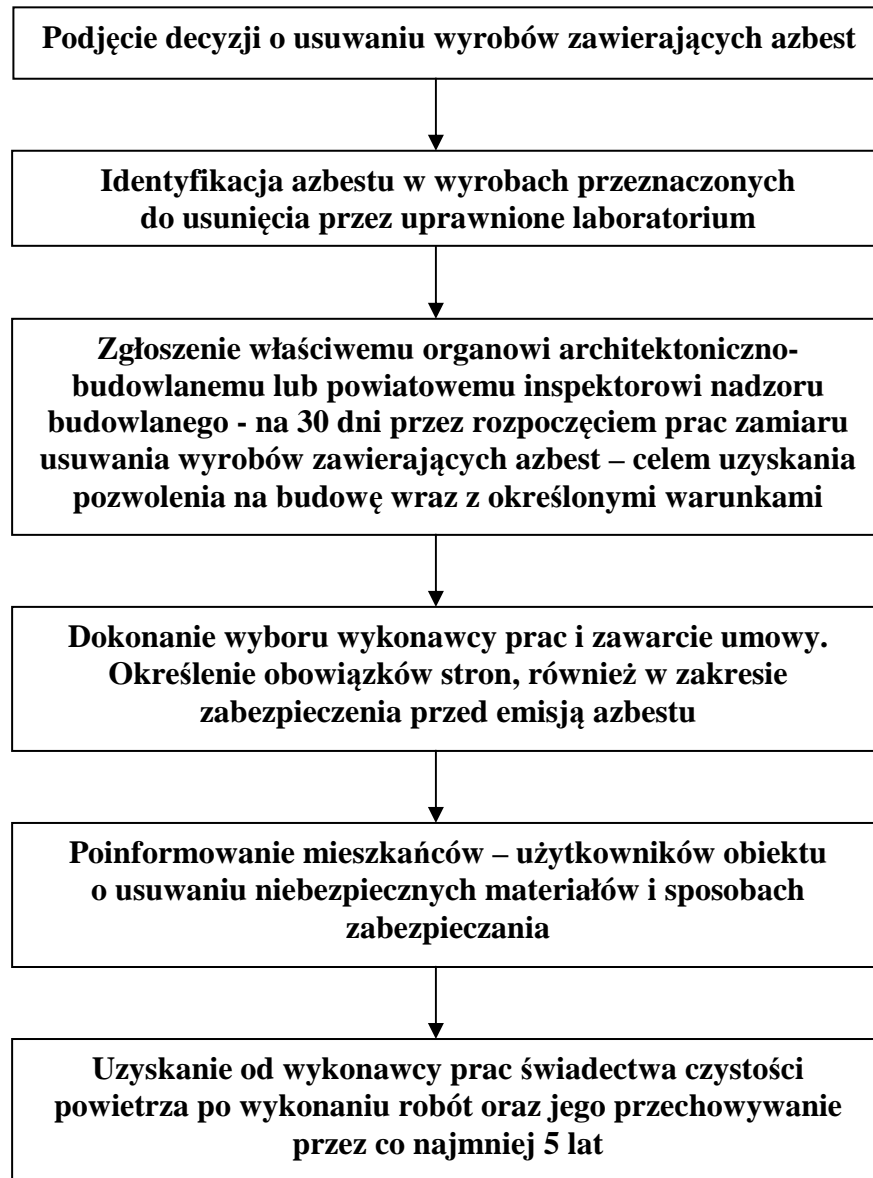 Podjęcie decyzji o usuwaniu wyrobów zawierających azbest
Identyfikacja azbestu w wyrobach przeznaczonych
do usunięcia przez uprawnione laboratorium
Zgłoszenie właściwemu organowi architektoniczno-
budowlanemu lub powiatowemu inspektorowi nadzoru
budowlanego - na 30 dni przez rozpoczęciem prac zamiaru
usuwania wyrobów zawierających azbest – celem uzyskania
pozwolenia na budowę wraz z określonymi warunkami
Dokonanie wyboru wykonawcy prac i zawarcie umowy.
Określenie obowiązków stron, również w zakresie
zabezpieczenia przed emisją azbestu
Poinformowanie mieszkańców – użytkowników obiektu
o usuwaniu niebezpiecznych materiałów i sposobach
zabezpieczania
Uzyskanie od wykonawcy prac świadectwa czystości
powietrza po wykonaniu robót oraz jego przechowywanie
przez co najmniej 5 lat